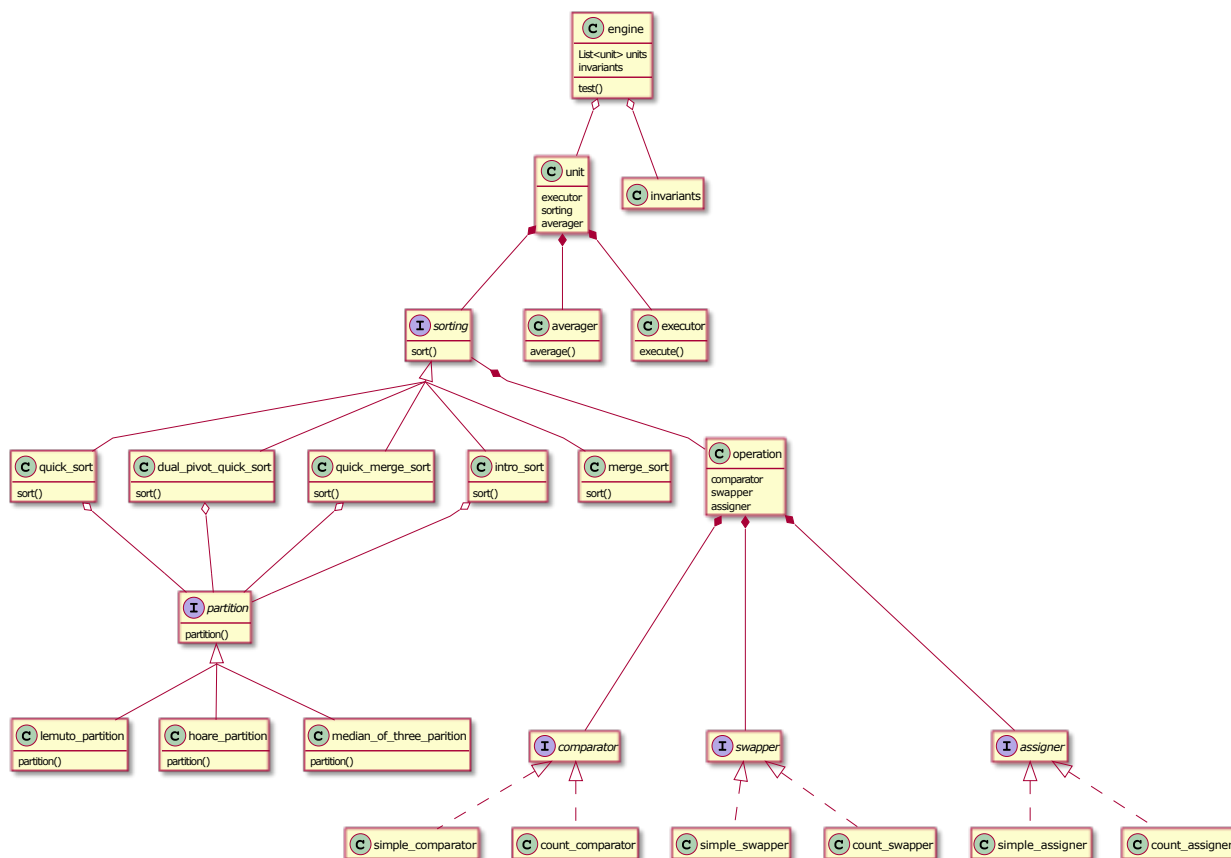 C engine
List<unit> units
invariants
test()
C unit
executor
sorting
averager
C invariants
I sorting
sort()
C averager
average()
C executor
execute()
C quick_sort
sort()
C dual_pivot_quick_sort
sort()
C quick_merge_sort
sort()
C intro_sort
sort()
C merge_sort
sort()
C operation
comparator
swapper
assigner
I partition
partition()
C lemuto_partition
partition()
C hoare_partition
partition()
C median_of_three_parition
partition()
I comparator
I swapper
I assigner
C simple_comparator
C count_comparator
C simple_swapper
C count_swapper
C simple_assigner
C count_assigner